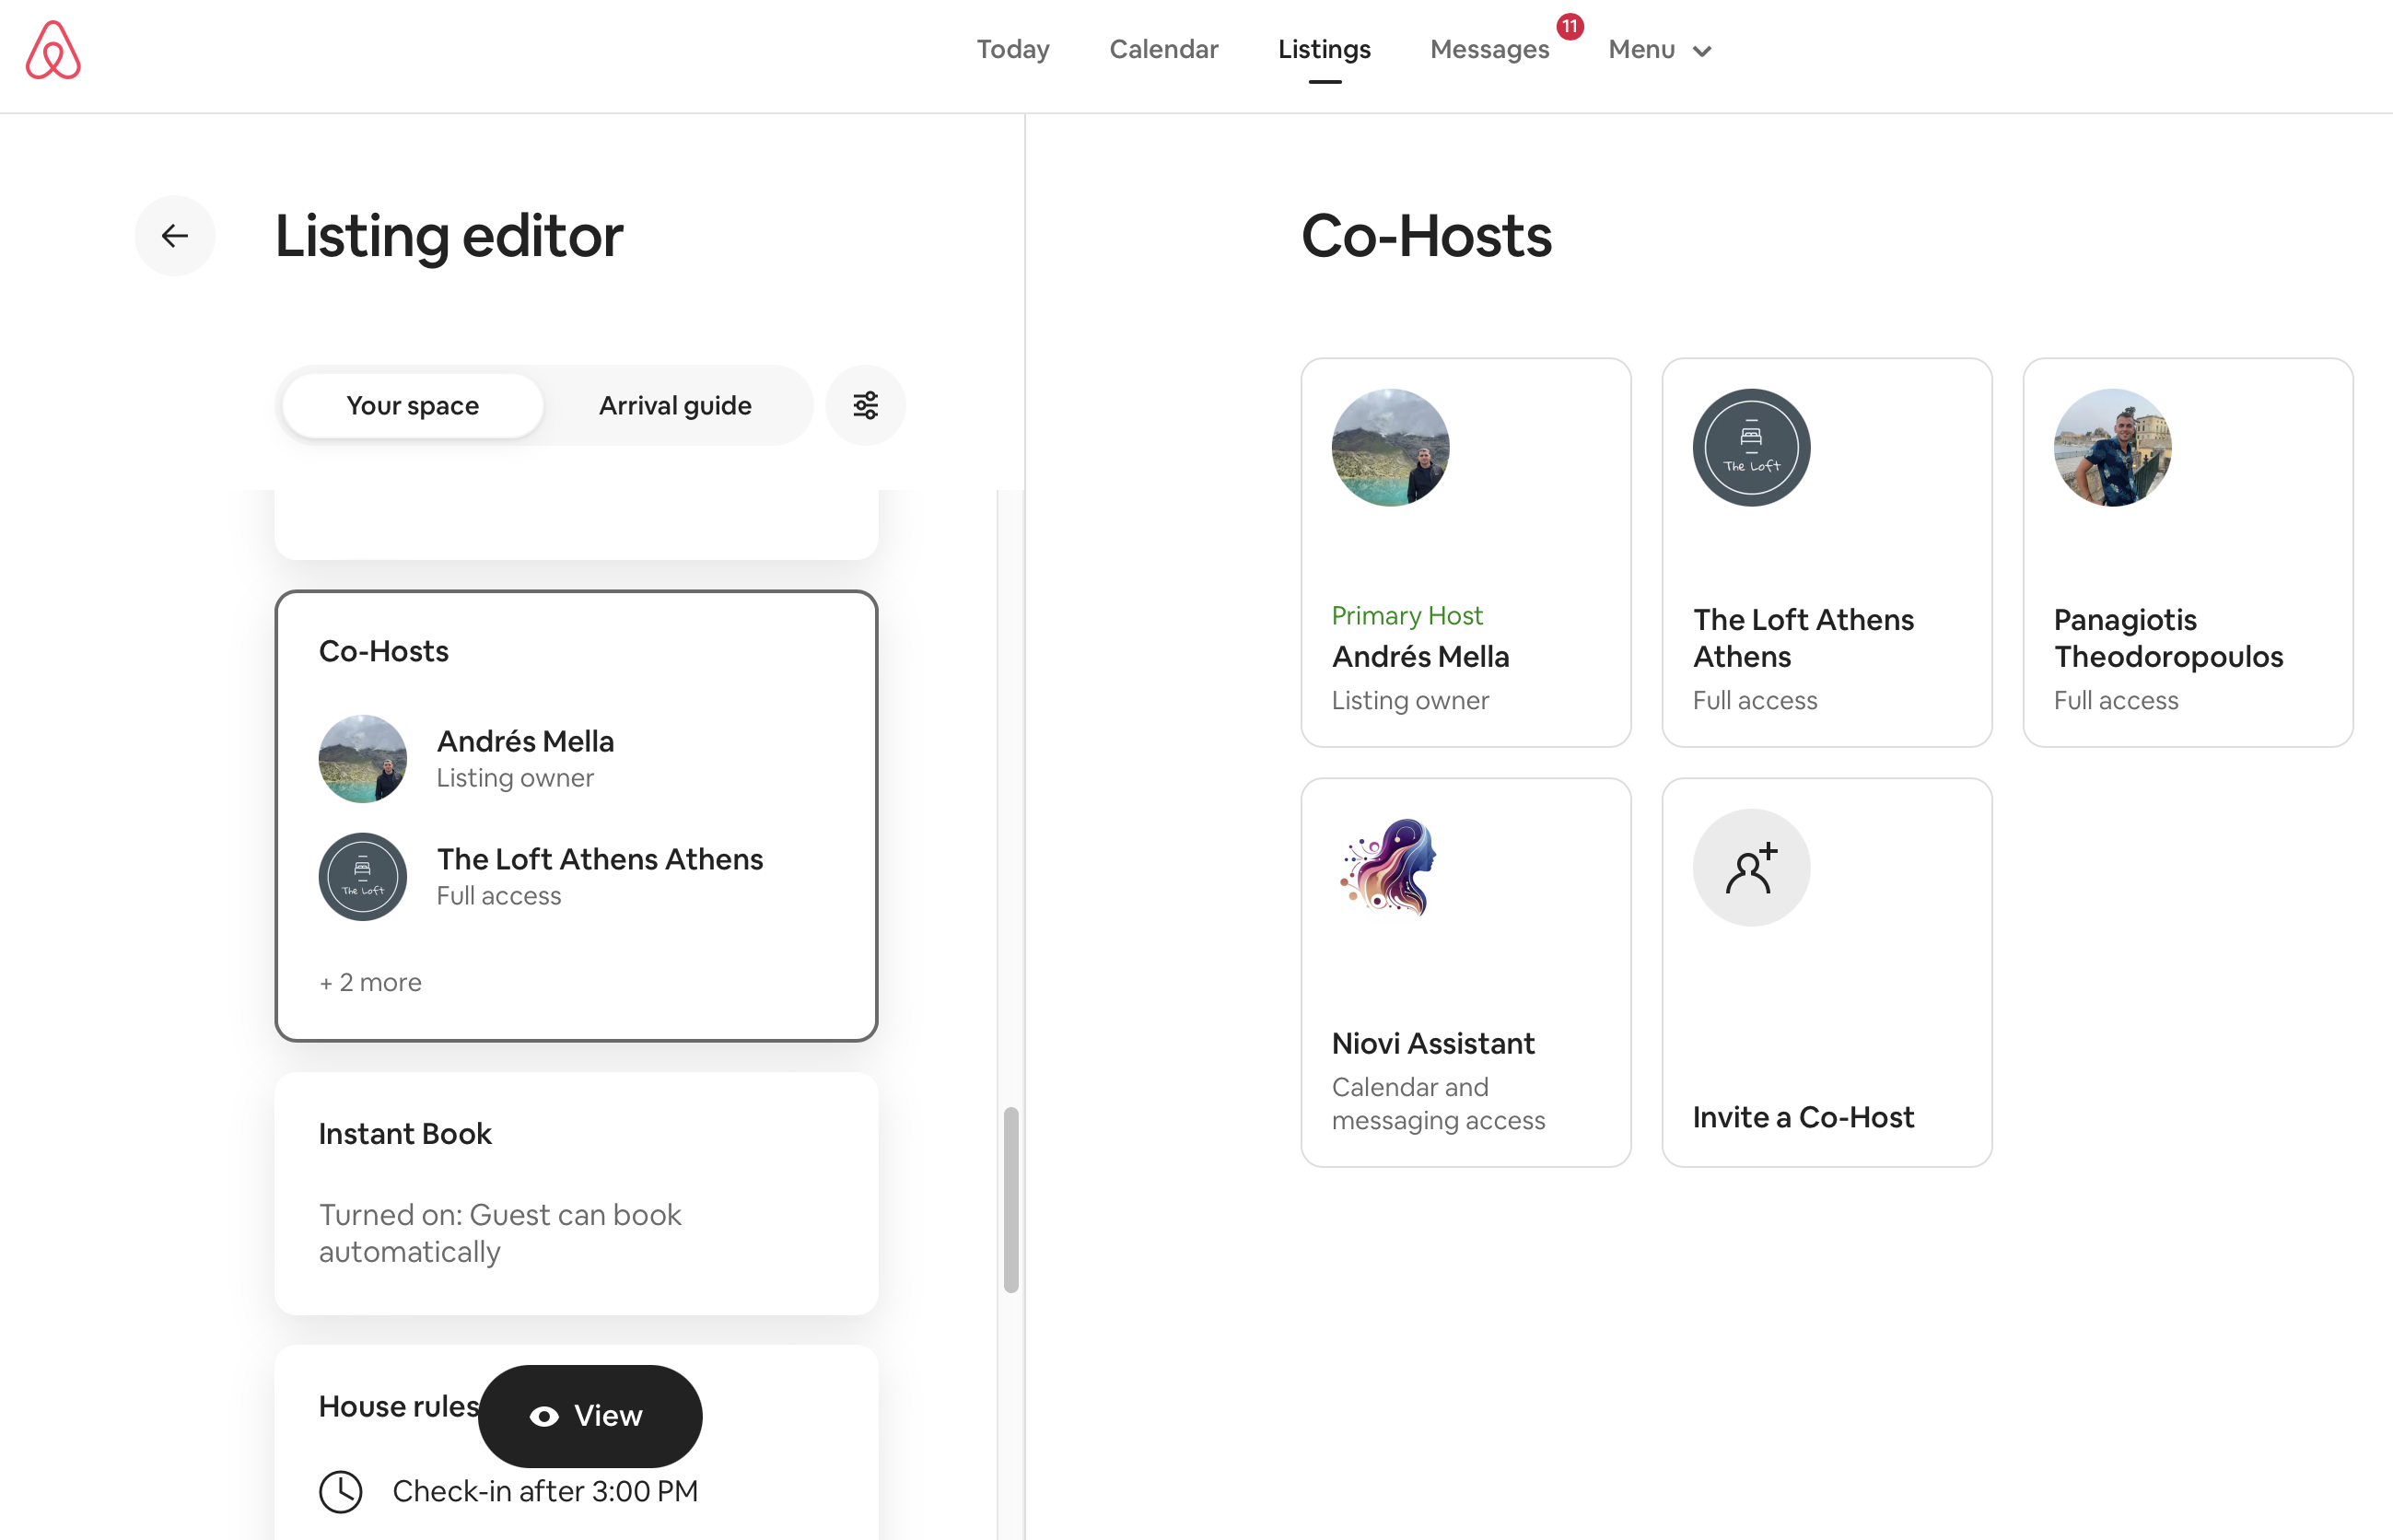 Today
Calendar
Listings
Messages
11
Menu
Listing editor
Your space
Arrival guide
Co-Hosts
Andrés Mella
Listing owner
The Loft
The Loft Athens Athens
Full access
+ 2 more
Instant Book
Turned on: Guest can book
automatically
House rules
View
Check-in after 3:00 PM
Co-Hosts
Primary Host
Andrés Mella
Listing owner
The Loft
The Loft Athens
Athens
Full access
Panagiotis
Theodoropoulos
Full access
Niovi Assistant
Calendar and
messaging access
Invite a Co-Host